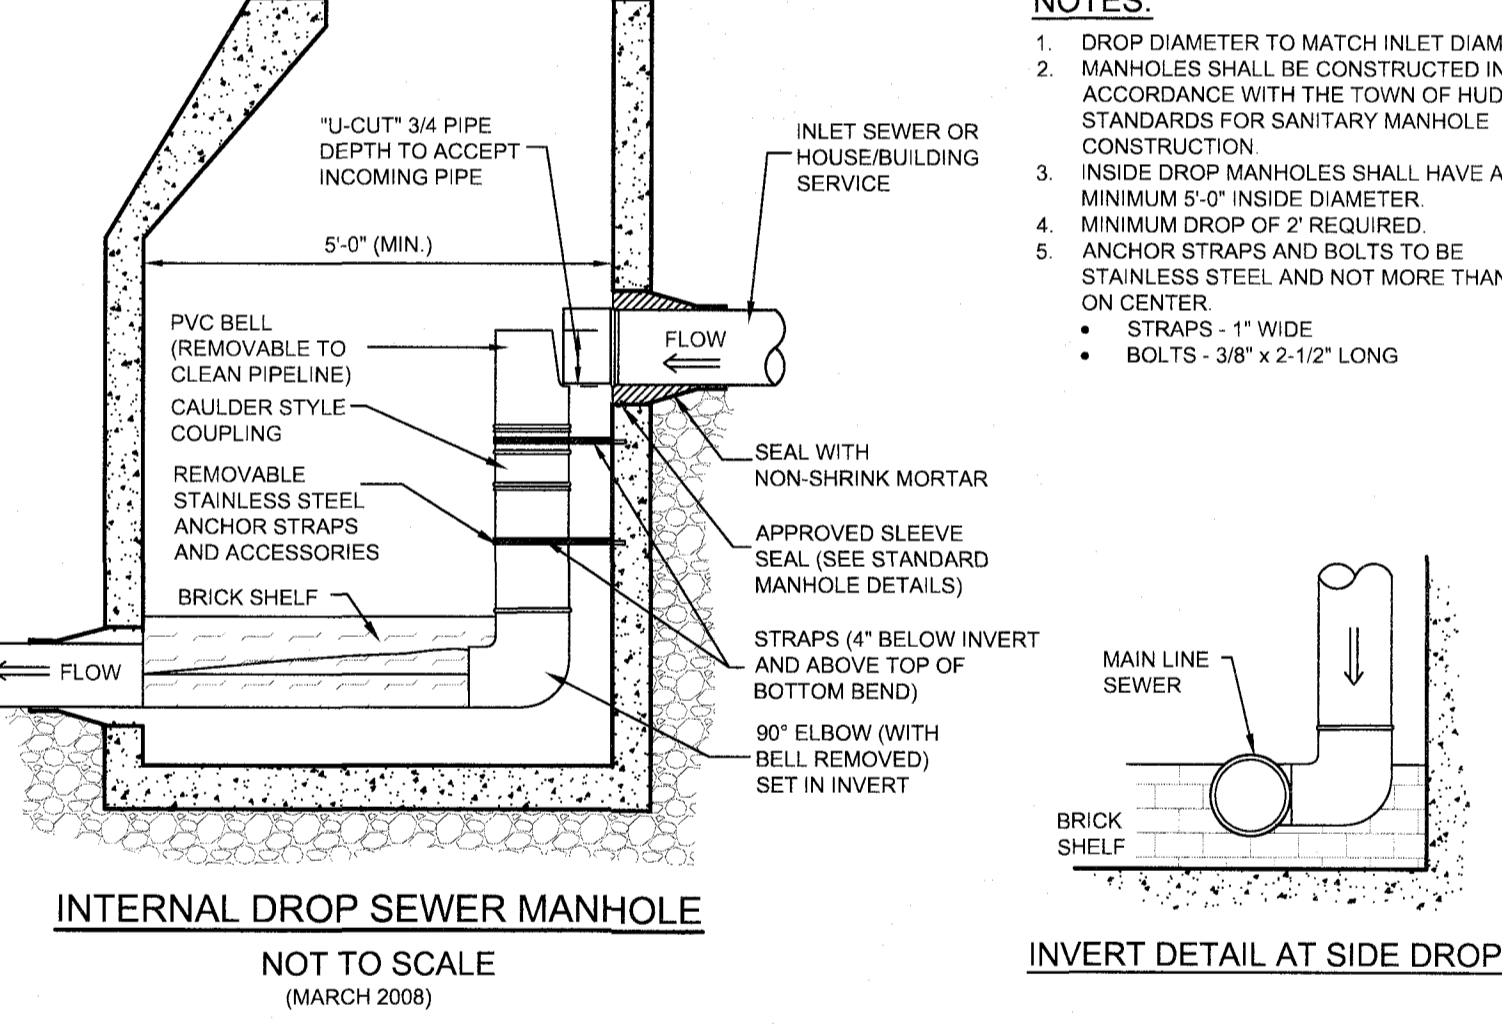 "U-CUT" 3/4 PIPE
DEPTH TO ACCEPT
INCOMING PIPE
5'-0" (MIN.)
INLET SEWER OR
HOUSE/BUILDING
SERVICE
PVC BELL
(REMOVABLE TO
CLEAN PIPELINE)
CAULDER STYLE
COUPLING
REMOVABLE
STAINLESS STEEL
ANCHOR STRAPS
AND ACCESSORIES
BRICK SHELF
FLOW
FLOW
SEAL WITH
NON-SHRINK MORTAR
APPROVED SLEEVE
SEAL (SEE STANDARD
MANHOLE DETAILS)
STRAPS (4" BELOW INVERT
AND ABOVE TOP OF
BOTTOM BEND)
90° ELBOW (WITH
BELL REMOVED)
SET IN INVERT
INTERNAL DROP SEWER MANHOLE
NOT TO SCALE
(MARCH 2008)
NOTES:
1. DROP DIAMETER TO MATCH INLET DIAM
2. MANHOLES SHALL BE CONSTRUCTED IN
ACCORDANCE WITH THE TOWN OF HUD
STANDARDS FOR SANITARY MANHOLE
CONSTRUCTION.
3. INSIDE DROP MANHOLES SHALL HAVE A
MINIMUM 5'-0" INSIDE DIAMETER.
4. MINIMUM DROP OF 2' REQUIRED.
5. ANCHOR STRAPS AND BOLTS TO BE
STAINLESS STEEL AND NOT MORE THAN
ON CENTER.
• STRAPS - 1" WIDE
• BOLTS - 3/8" x 2-1/2" LONG
MAIN LINE
SEWER
BRICK
SHELF
INVERT DETAIL AT SIDE DROP